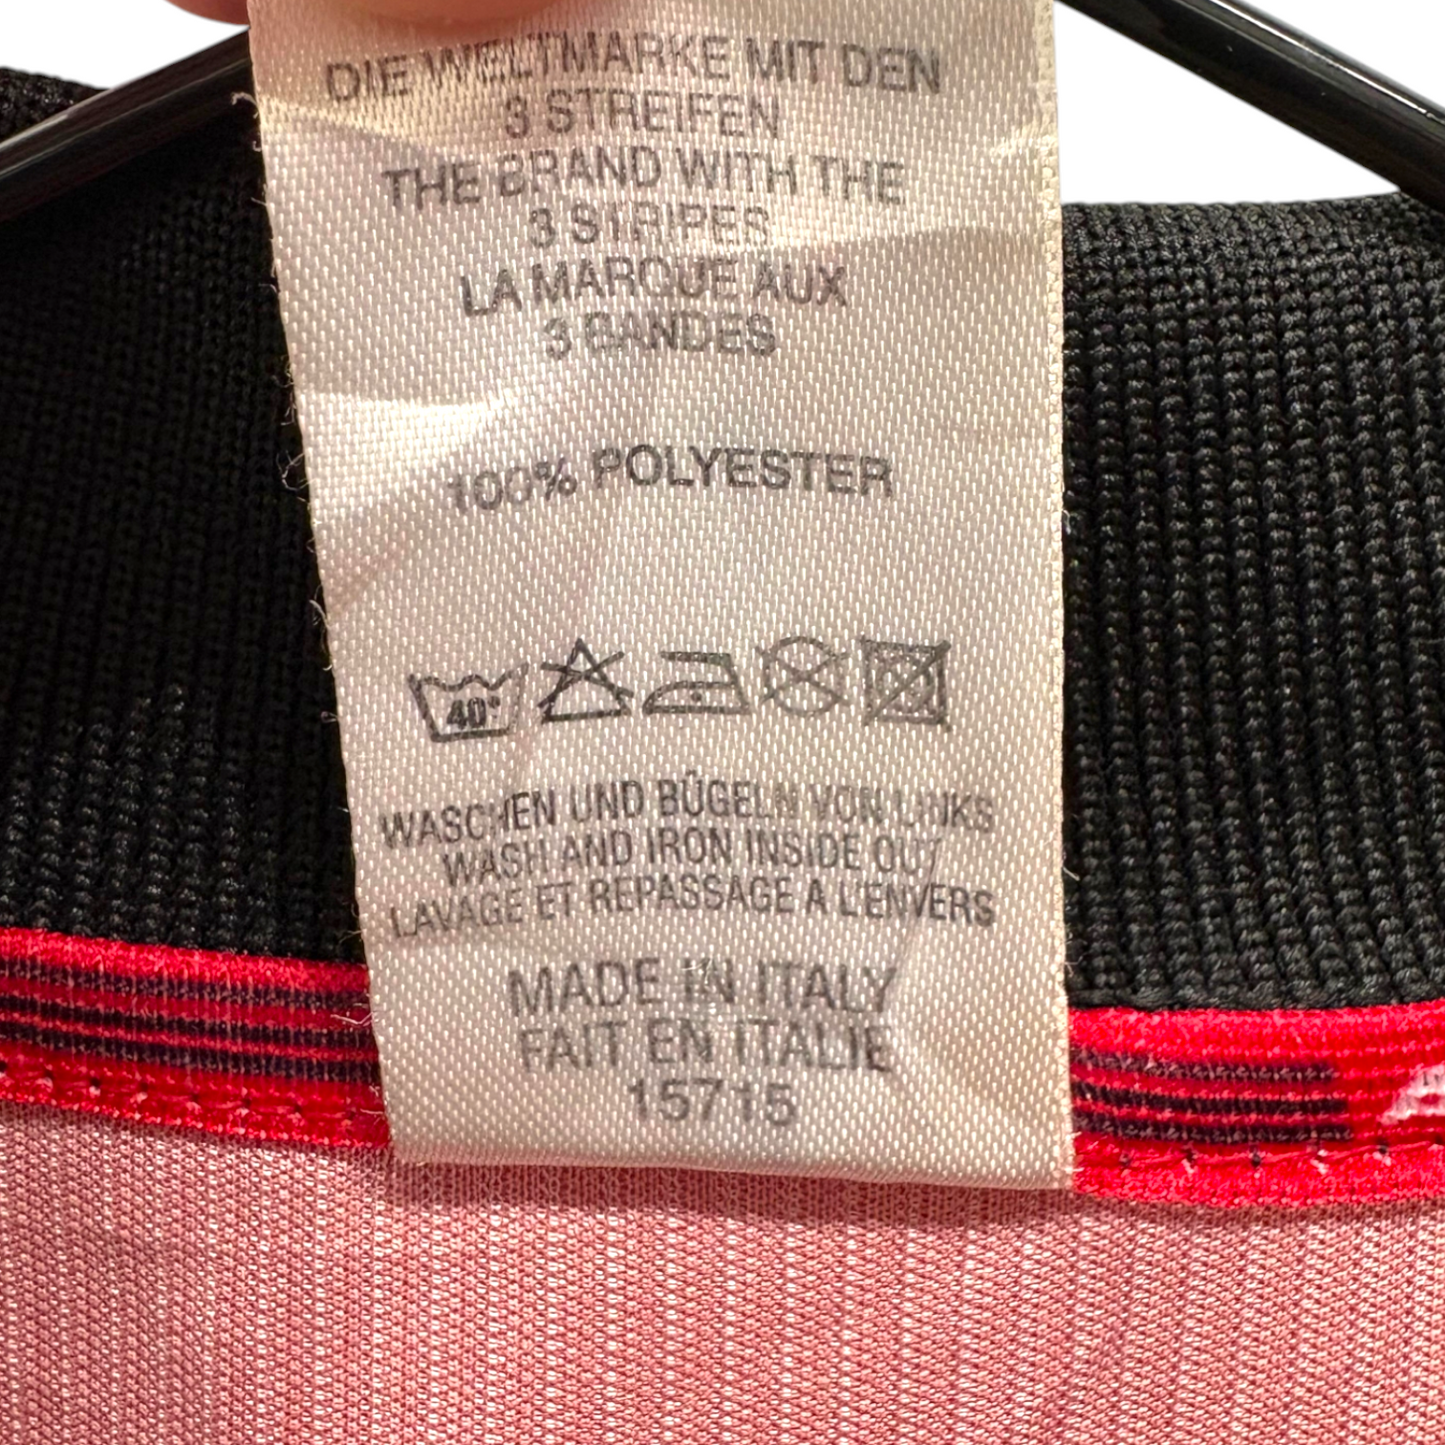 DIE WELTMARKE MIT DEN
3 STREIFEN
THE BRAND WITH THE
3 STRIPES
LA MARQUE AUX
3 BANDES
100% POLYESTER
40°
WASCHEN UND BÜGELN VON LINKS
WASH AND IRON INSIDE OUT
LAVAGE ET REPASSAGE A L'ENVERS
MADE IN ITALY
FAIT EN ITALIE
15715